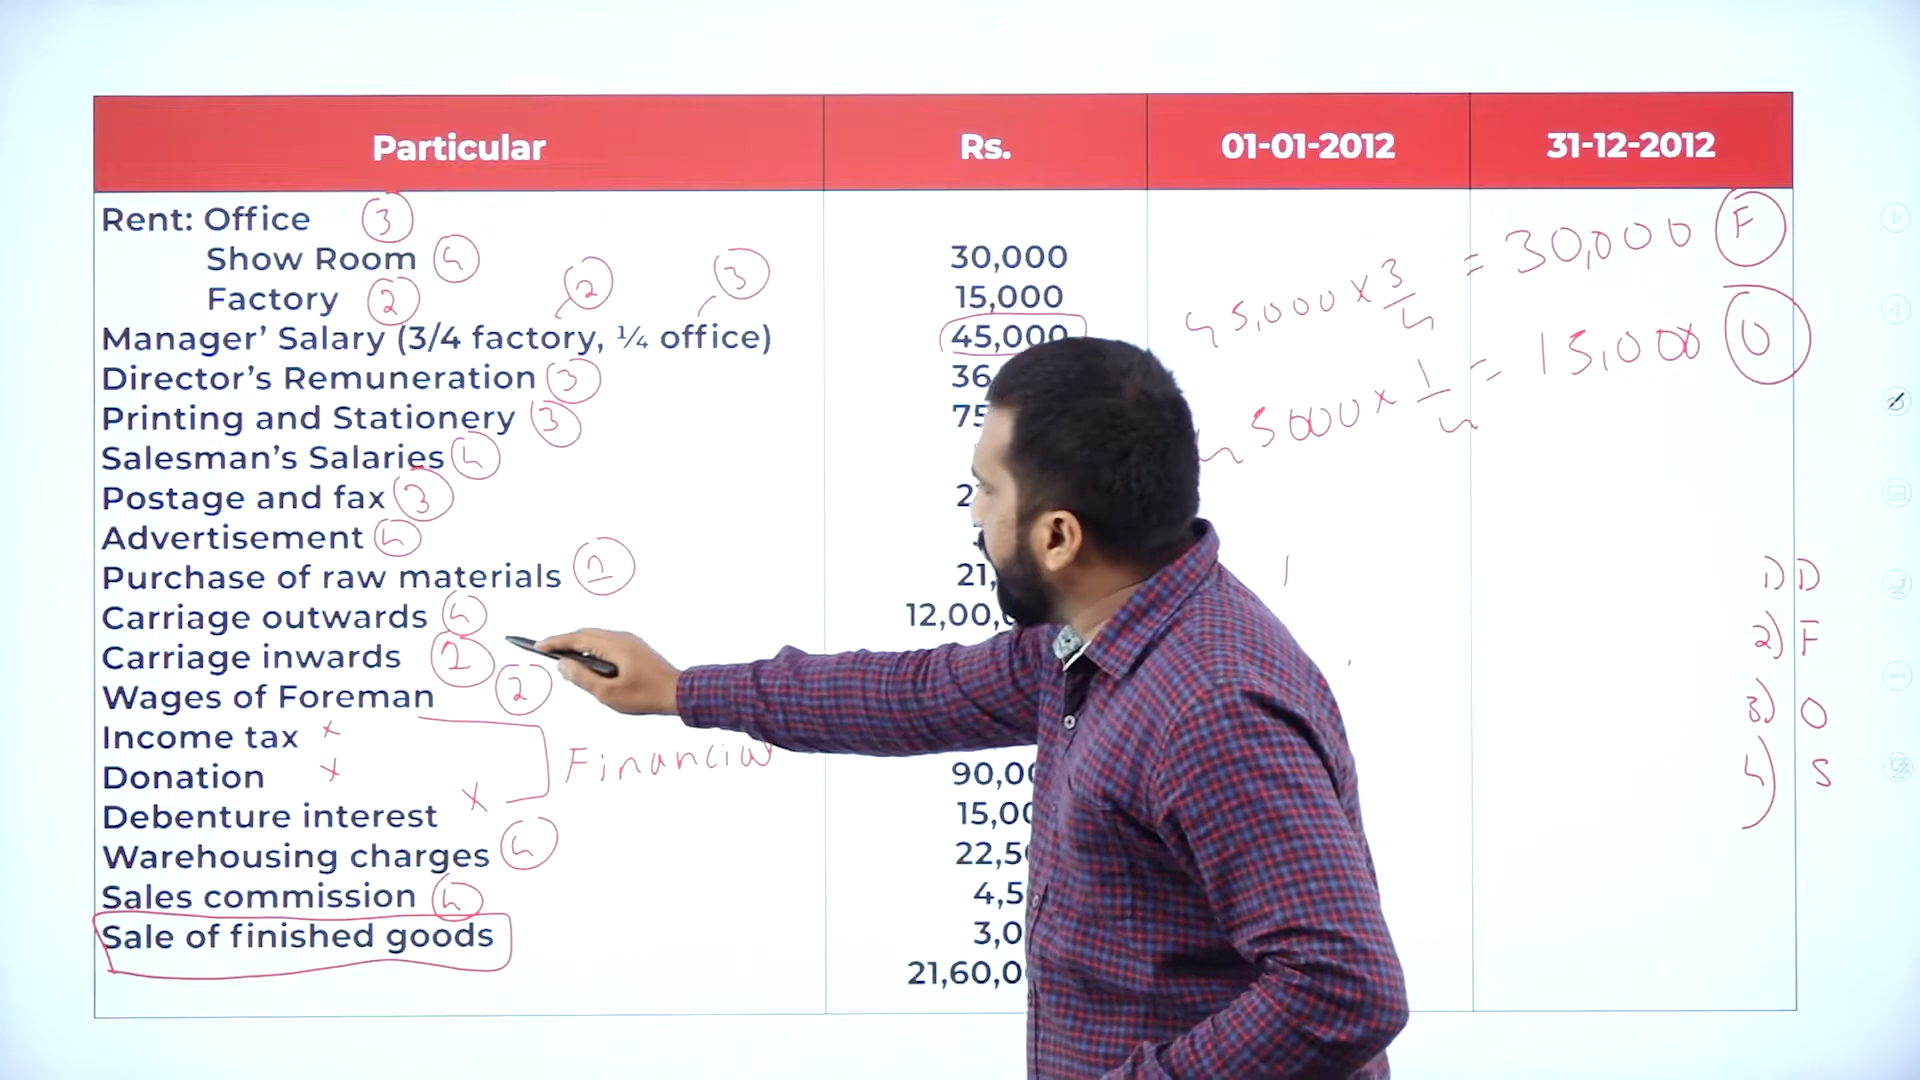 Particular Rs. 01-01-2012 31-12-2012
Rent: Office 3
Show Room 4 30,000
Factory 2 15,000
2 3
Manager' Salary (3/4 factory, ¼ office) 45,000
45,000 × 3/4 = 30,000 F
45000 × 1/4 = 15,000 O
Director's Remuneration 3 36
Printing and Stationery 3 75
Salesman's Salaries 4
Postage and fax 3 2
Advertisement 4
Purchase of raw materials 21,
Carriage outwards 4 12,00,
Carriage inwards 2
Wages of Foreman 2
Income tax ×
Donation × 90,00
Financial
Debenture interest × 15,00
Warehousing charges 4 22,5
Sales commission 4 4,5
Sale of finished goods 3,0
21,60,0
1) D
2) F
3) O
4) S